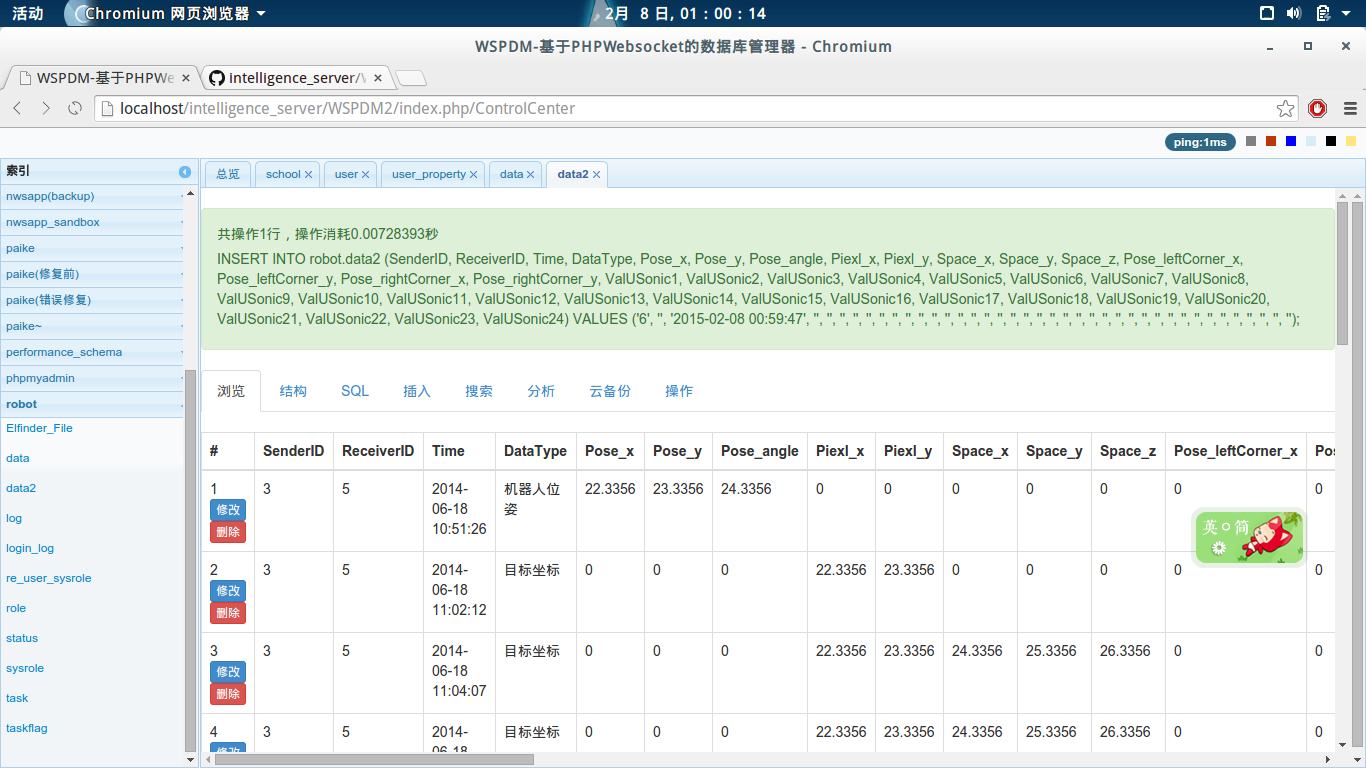 活动 Chromium 网页浏览器 2月 8 日, 01：00：14
WSPDM-基于PHPWebsocket的数据库管理器 - Chromium
WSPDM-基于PHPWe intelligence_server/
localhost/intelligence_server/WSPDM2/index.php/ControlCenter
ping:1ms
索引
总览 school user user_property data data2
nwsapp(backup)
nwsapp_sandbox
paike
paike(修复前)
paike(错误修复)
paike~
performance_schema
phpmyadmin
robot
Elfinder_File
data
data2
log
login_log
re_user_sysrole
role
status
sysrole
task
taskflag
共操作1行，操作消耗0.00728393秒
INSERT INTO robot.data2 (SenderID, ReceiverID, Time, DataType, Pose_x, Pose_y, Pose_angle, Piexl_x, Piexl_y, Space_x, Space_y, Space_z, Pose_leftCorner_x,
Pose_leftCorner_y, Pose_rightCorner_x, Pose_rightCorner_y, ValUSonic1, ValUSonic2, ValUSonic3, ValUSonic4, ValUSonic5, ValUSonic6, ValUSonic7, ValUSonic8,
ValUSonic9, ValUSonic10, ValUSonic11, ValUSonic12, ValUSonic13, ValUSonic14, ValUSonic15, ValUSonic16, ValUSonic17, ValUSonic18, ValUSonic19, ValUSonic20,
ValUSonic21, ValUSonic22, ValUSonic23, ValUSonic24) VALUES ('6', '', '2015-02-08 00:59:47', '', '', '', '', '', '', '', '', '', '', '', '', '', '', '', '', '', '', '', '', '', '', '', '', '', '', '', '', '', '', '', '', '', '');
浏览 结构 SQL 插入 搜索 分析 云备份 操作
# SenderID ReceiverID Time DataType Pose_x Pose_y Pose_angle Piexl_x Piexl_y Space_x Space_y Space_z Pose_leftCorner_x
1 3 5 2014- 机器人位 22.3356 23.3356 24.3356 0 0 0 0 0 0 0
修改 06-18 姿
删除 10:51:26
英 简
2 3 5 2014- 目标坐标 0 0 0 22.3356 23.3356 0 0 0 0 0
修改 06-18
删除 11:02:12
3 3 5 2014- 目标坐标 0 0 0 22.3356 23.3356 24.3356 25.3356 26.3356 0 0
修改 06-18
删除 11:04:07
4 3 5 2014- 目标坐标 0 0 0 22.3356 23.3356 24.3356 25.3356 26.3356 0 0
修改 06-18